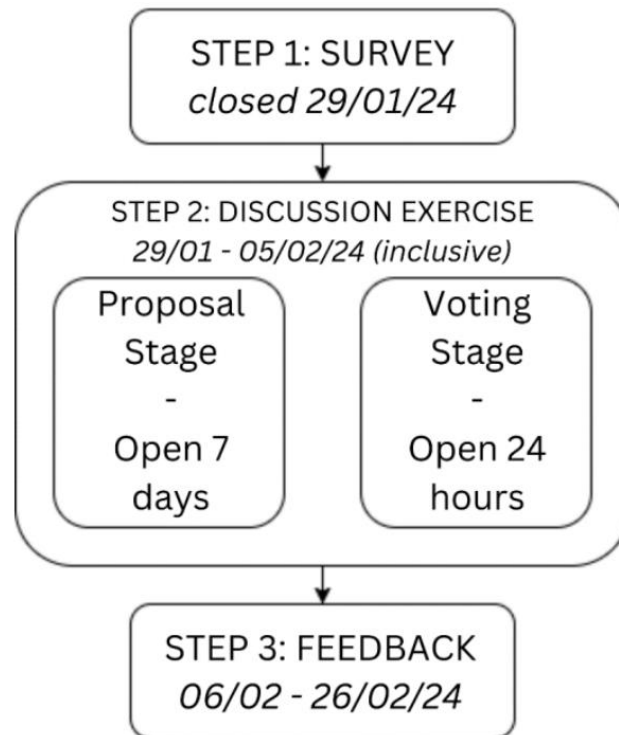 STEP 1: SURVEY
closed 29/01/24
STEP 2: DISCUSSION EXERCISE
29/01 - 05/02/24 (inclusive)
Proposal
Stage
-
Open 7
days
Voting
Stage
-
Open 24
hours
STEP 3: FEEDBACK
06/02 - 26/02/24